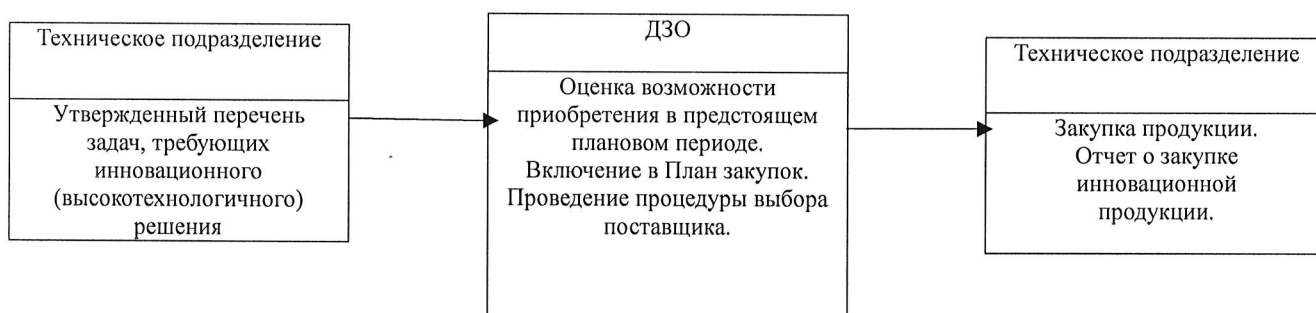 Техническое подразделение
Утвержденный перечень
задач, требующих
инновационного
(высокотехнологичного)
решения
ДЗО
Оценка возможности
приобретения в предстоящем
плановом периоде.
Включение в План закупок.
Проведение процедуры выбора
поставщика.
Техническое подразделение
Закупка продукции.
Отчет о закупке
инновационной
продукции.